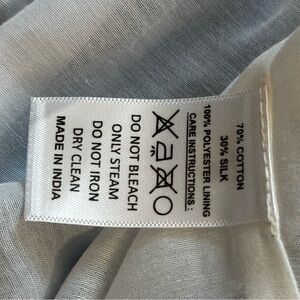 70% COTTON
30% SILK
100% POLYESTER LINING
CARE INSTRUCTIONS :
DO NOT BLEACH
ONLY STEAM
DO NOT IRON
DRY CLEAN
MADE IN INDIA